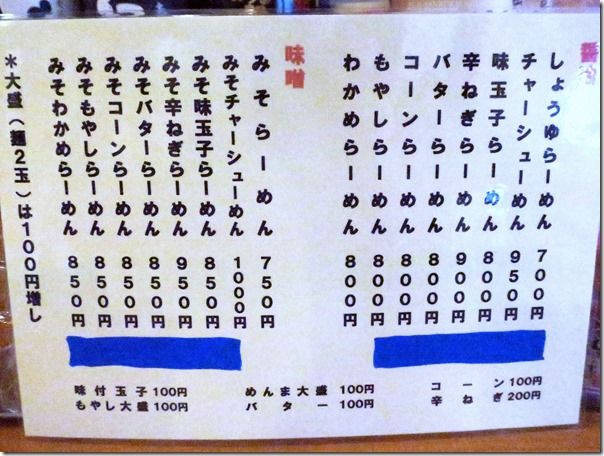 醤油
しょうゆらーめん 700円
チャーシューめん 950円
味玉子らーめん 800円
辛ねぎらーめん 900円
バターらーめん 800円
コーンらーめん 800円
もやしらーめん 800円
わかめらーめん 800円
味噌
みそらーめん 750円
みそチャーシューめん 1000円
みそ味玉子らーめん 850円
みそ辛ねぎらーめん 950円
みそバターらーめん 850円
みそコーンらーめん 850円
みそもやしらーめん 850円
みそわかめらーめん 850円
＊大盛（麺２玉）は１００円増し
味付玉子 100円
もやし大盛 100円
めんま大盛 100円
バター 100円
コーン 100円
辛ねぎ 200円